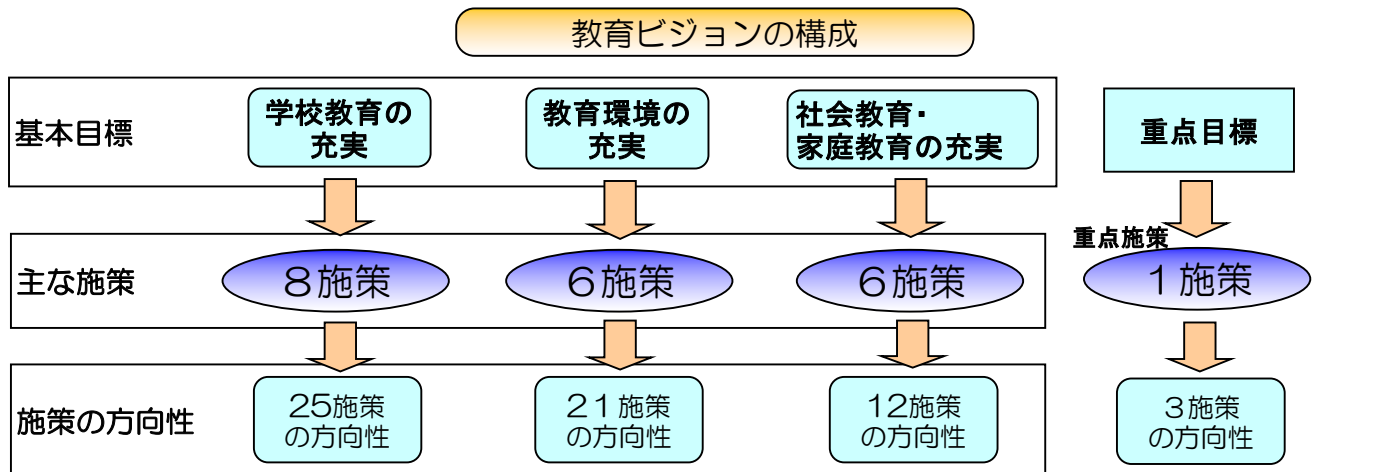 教育ビジョンの構成
基本目標
学校教育の
充実
教育環境の
充実
社会教育・
家庭教育の充実
重点目標
主な施策
8施策
6施策
6施策
重点施策
1施策
施策の方向性
25施策
の方向性
21施策
の方向性
12施策
の方向性
3施策
の方向性